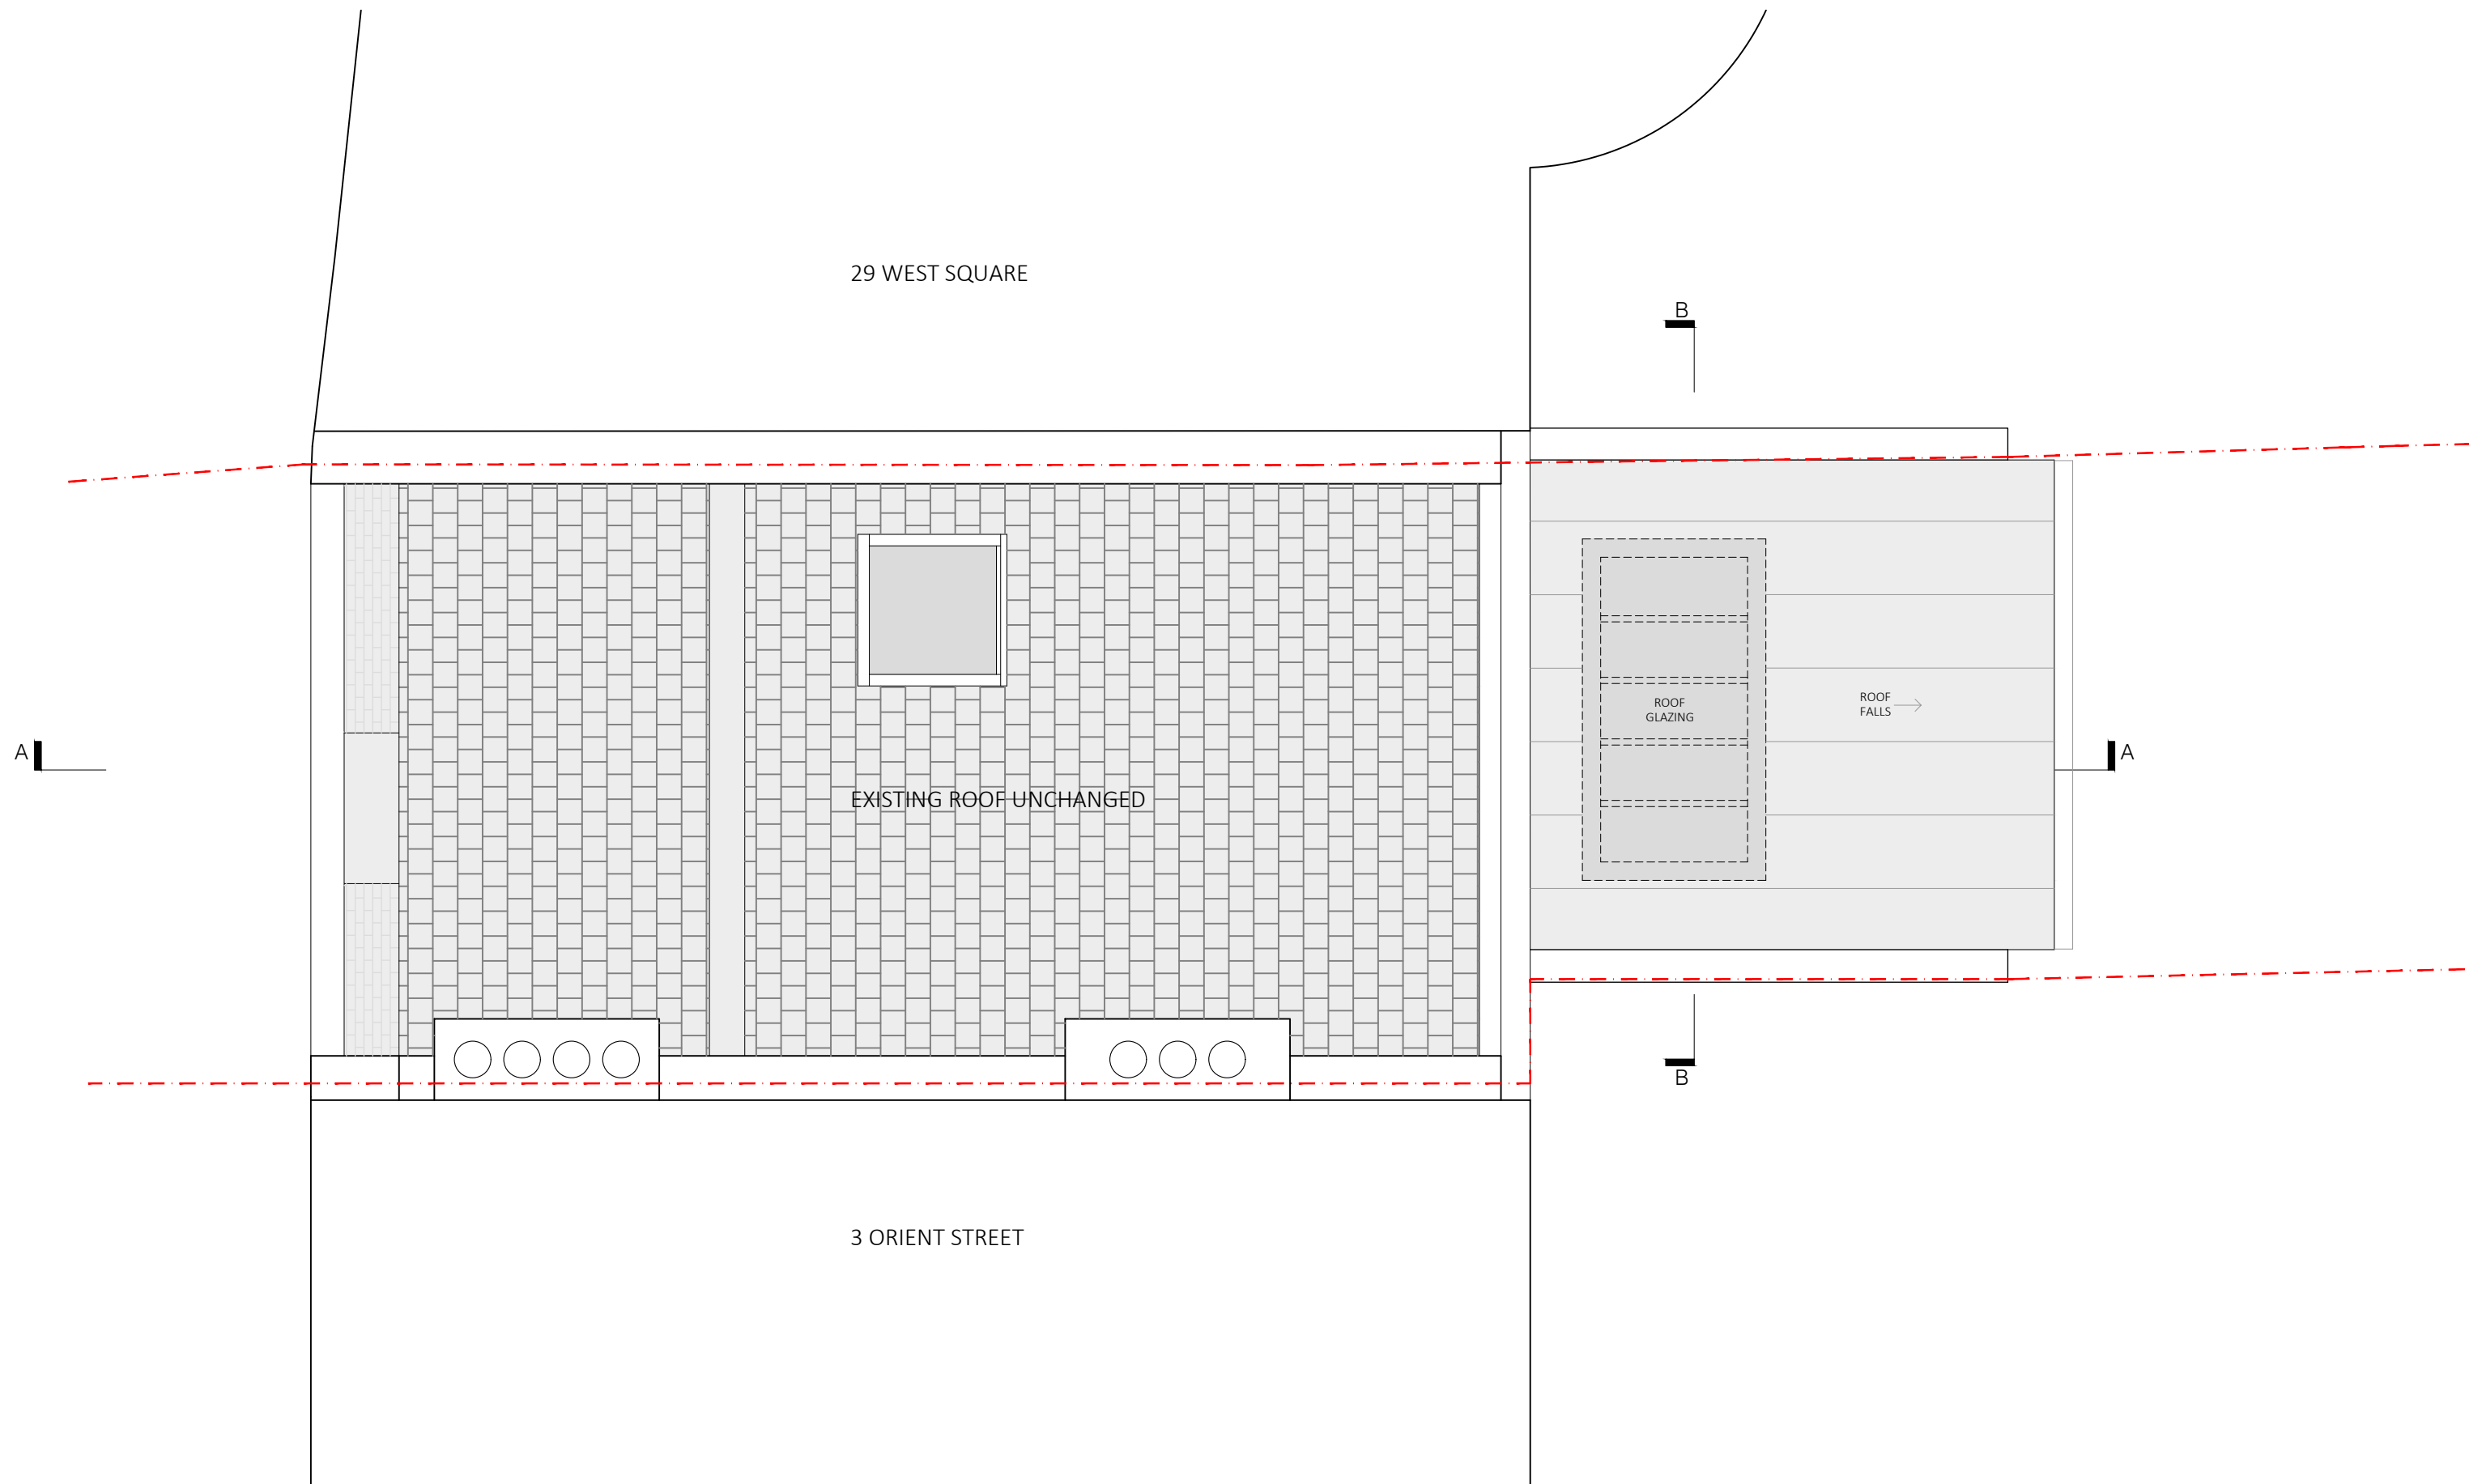 29 WEST SQUARE
B
ROOF
GLAZING
ROOF
FALLS
A
A
EXISTING ROOF UNCHANGED
B
3 ORIENT STREET